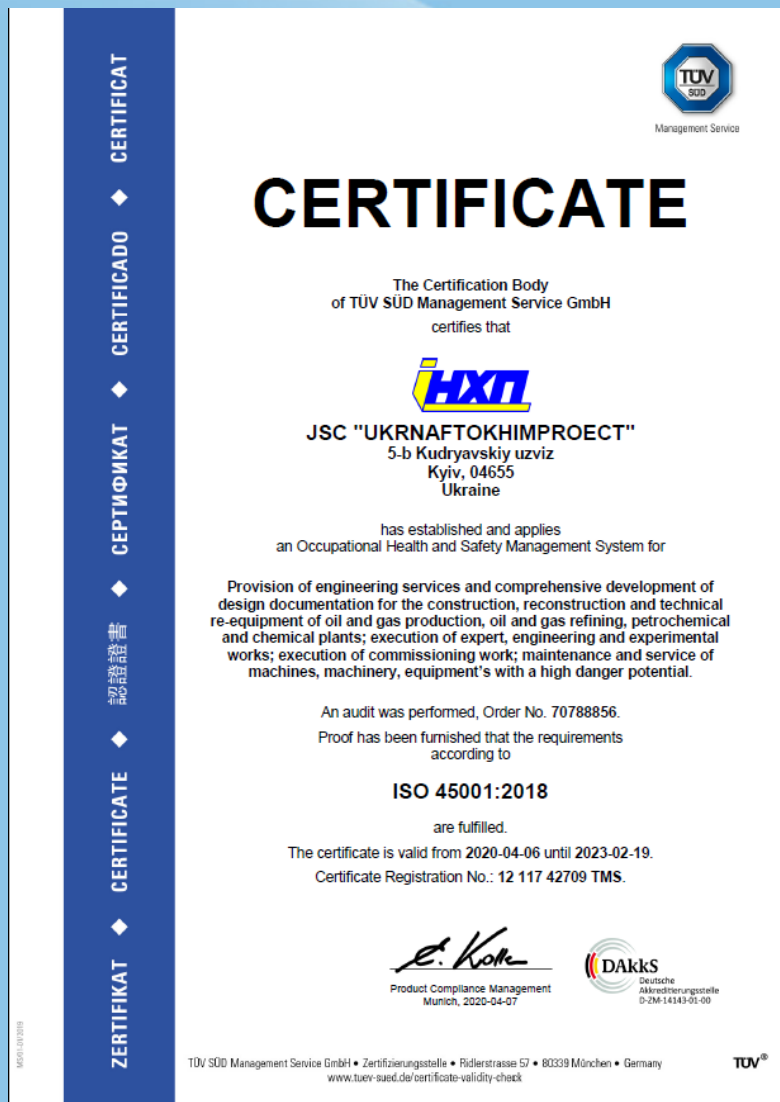 TÜV
SÜD
Management Service
CERTIFICATE
The Certification Body
of TÜV SÜD Management Service GmbH
certifies that
іНХП
JSC "UKRNAFTOKHIMPROECT"
5-b Kudryavskiy uzviz
Kyiv, 04655
Ukraine
has established and applies
an Occupational Health and Safety Management System for
Provision of engineering services and comprehensive development of
design documentation for the construction, reconstruction and technical
re-equipment of oil and gas production, oil and gas refining, petrochemical
and chemical plants; execution of expert, engineering and experimental
works; execution of commissioning work; maintenance and service of
machines, machinery, equipment's with a high danger potential.
An audit was performed, Order No. 70788856.
Proof has been furnished that the requirements
according to
ISO 45001:2018
are fulfilled.
The certificate is valid from 2020-04-06 until 2023-02-19.
Certificate Registration No.: 12 117 42709 TMS.
Product Compliance Management
Munich, 2020-04-07
DAkkS
Deutsche
Akkreditierungsstelle
D-ZM-14143-01-00
TÜV SÜD Management Service GmbH • Zertifizierungsstelle • Ridlerstrasse 57 • 80339 München • Germany
www.tuev-sued.de/certificate-validity-check
TÜV®
ZERTIFIKAT ◆ CERTIFICATE ◆ 認證證書 ◆ СЕРТИФИКАТ ◆ CERTIFICADO ◆ CERTIFICAT